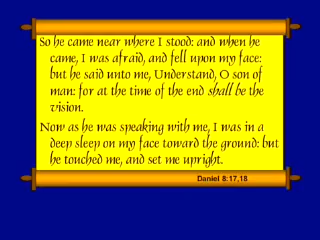 So he came near where I stood: and when he
came, I was afraid, and fell upon my face:
but he said unto me, Understand, O son of
man: for at the time of the end shall be the
vision.
Now as he was speaking with me, I was in a
deep sleep on my face toward the ground: but
he touched me, and set me upright.
Daniel 8:17,18